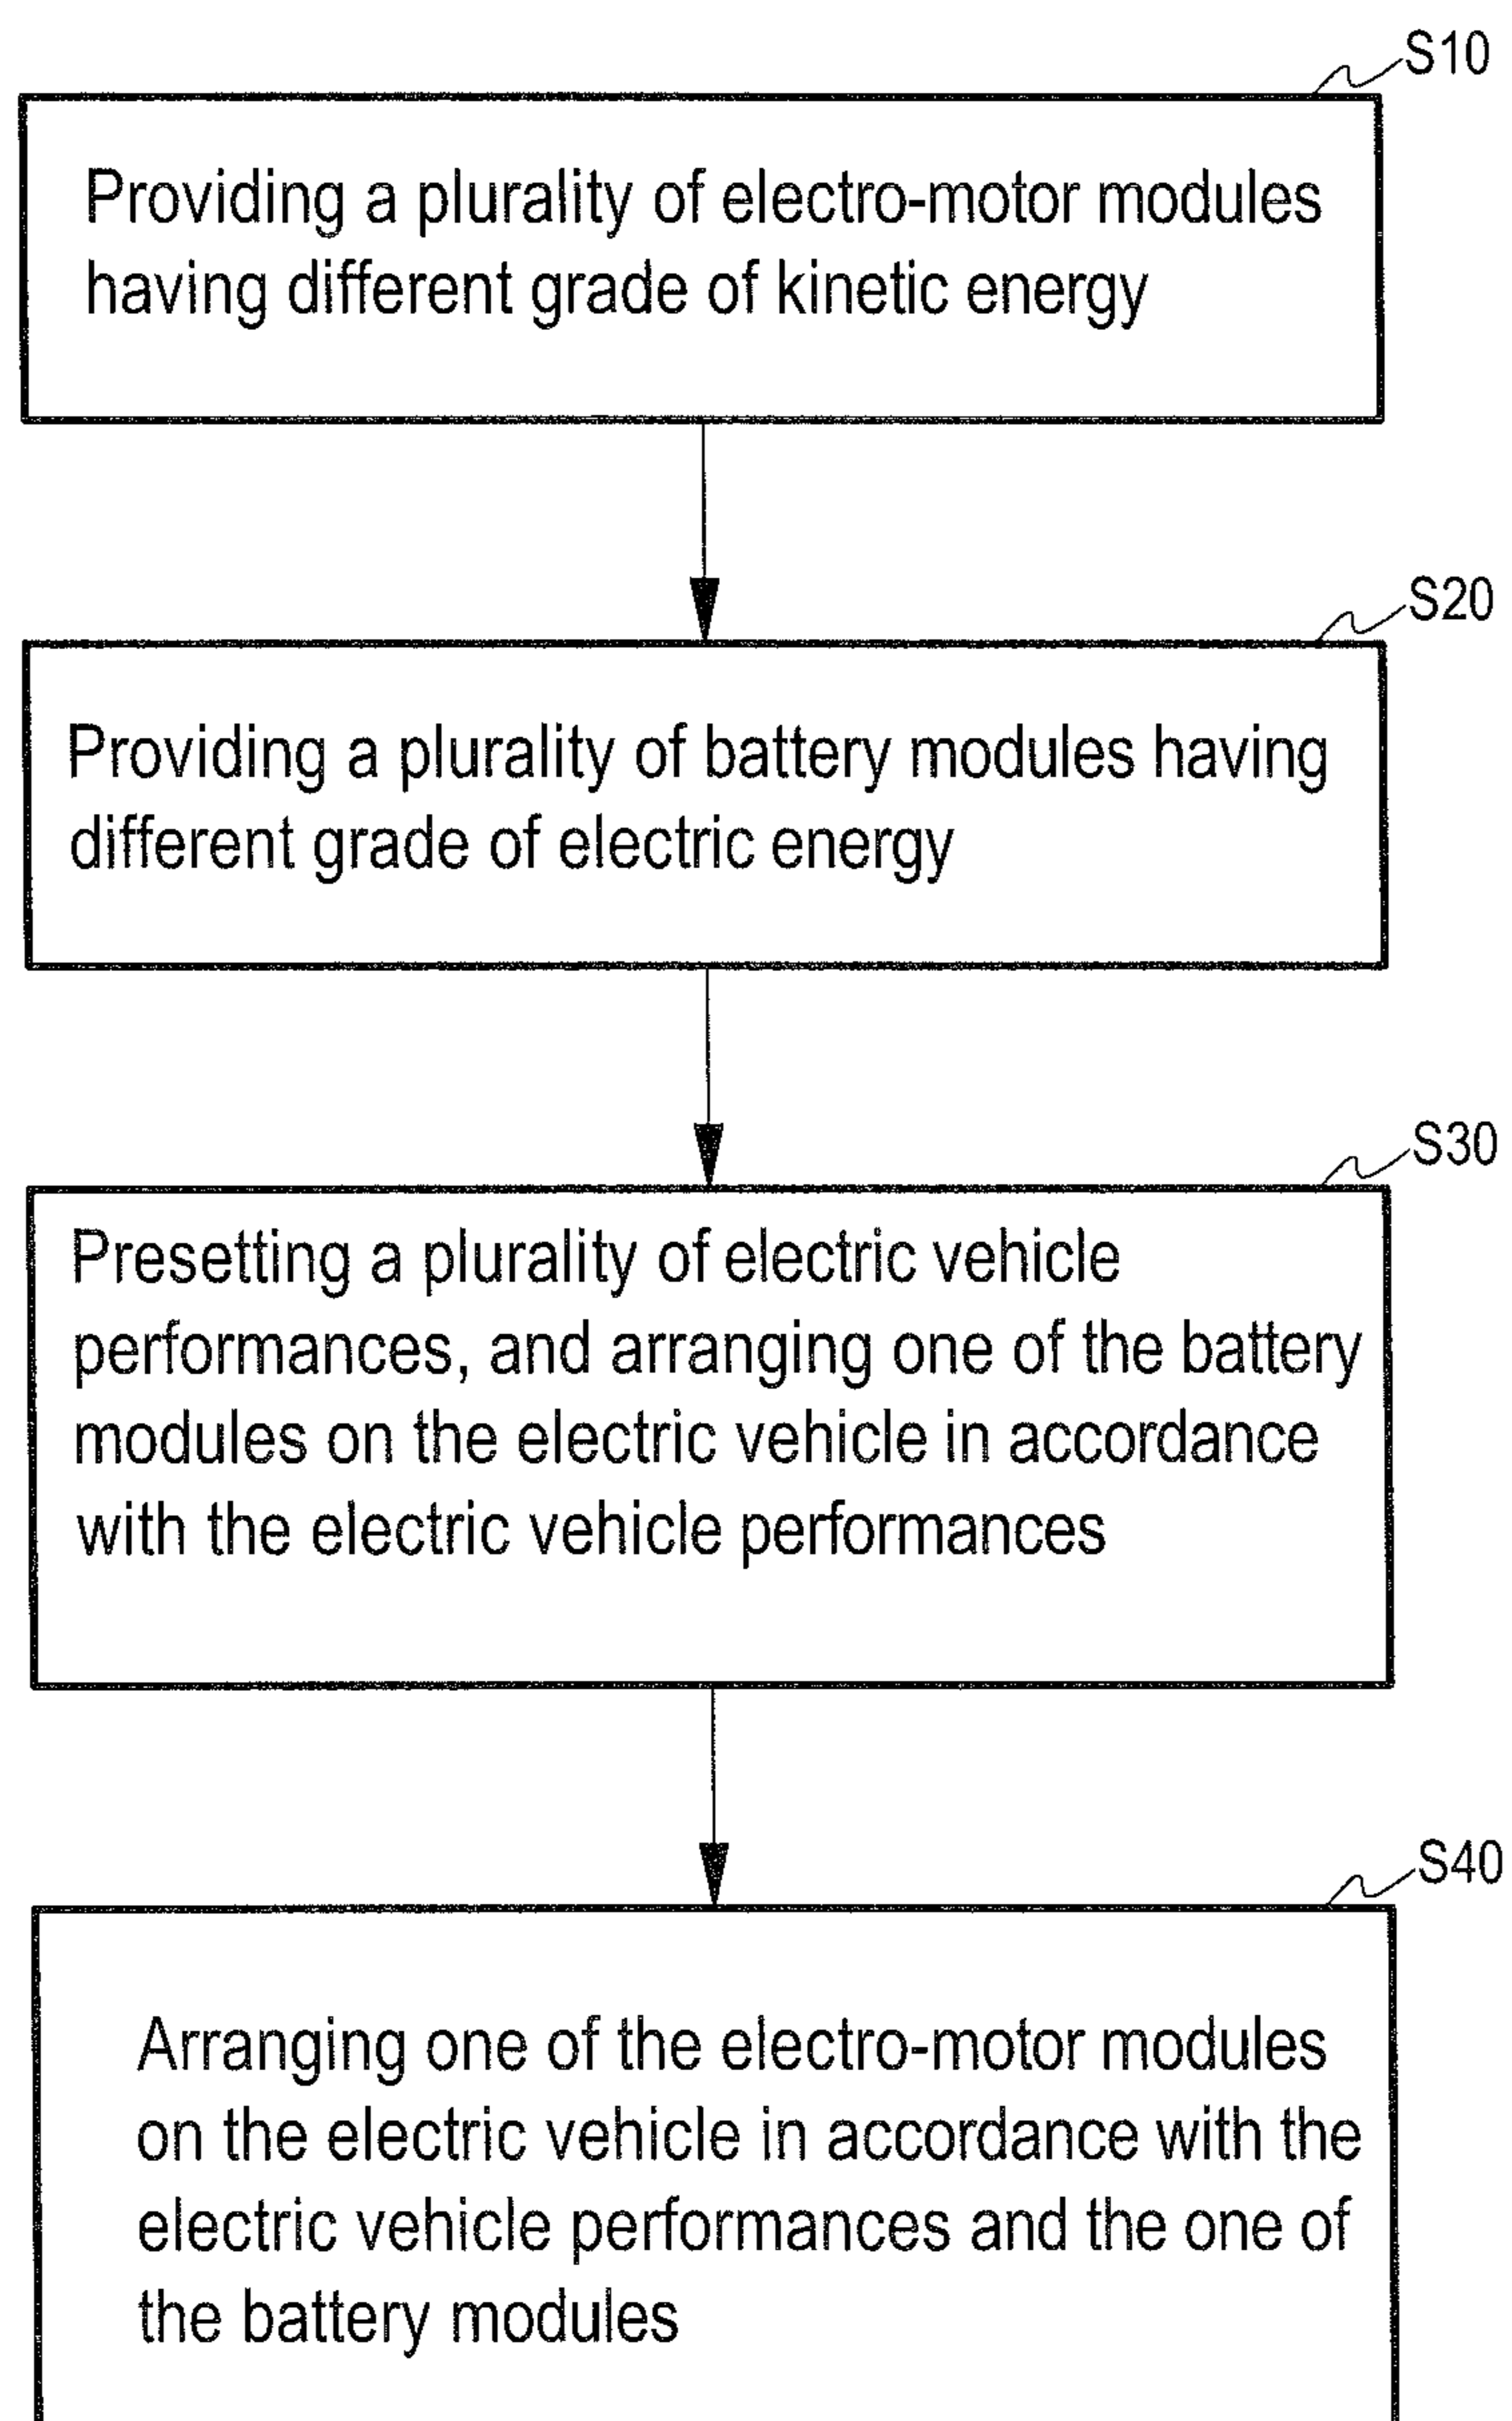 S10
Providing a plurality of electro-motor modules
having different grade of kinetic energy
S20
Providing a plurality of battery modules having
different grade of electric energy
S30
Presetting a plurality of electric vehicle
performances, and arranging one of the battery
modules on the electric vehicle in accordance
with the electric vehicle performances
S40
Arranging one of the electro-motor modules
on the electric vehicle in accordance with the
electric vehicle performances and the one of
the battery modules